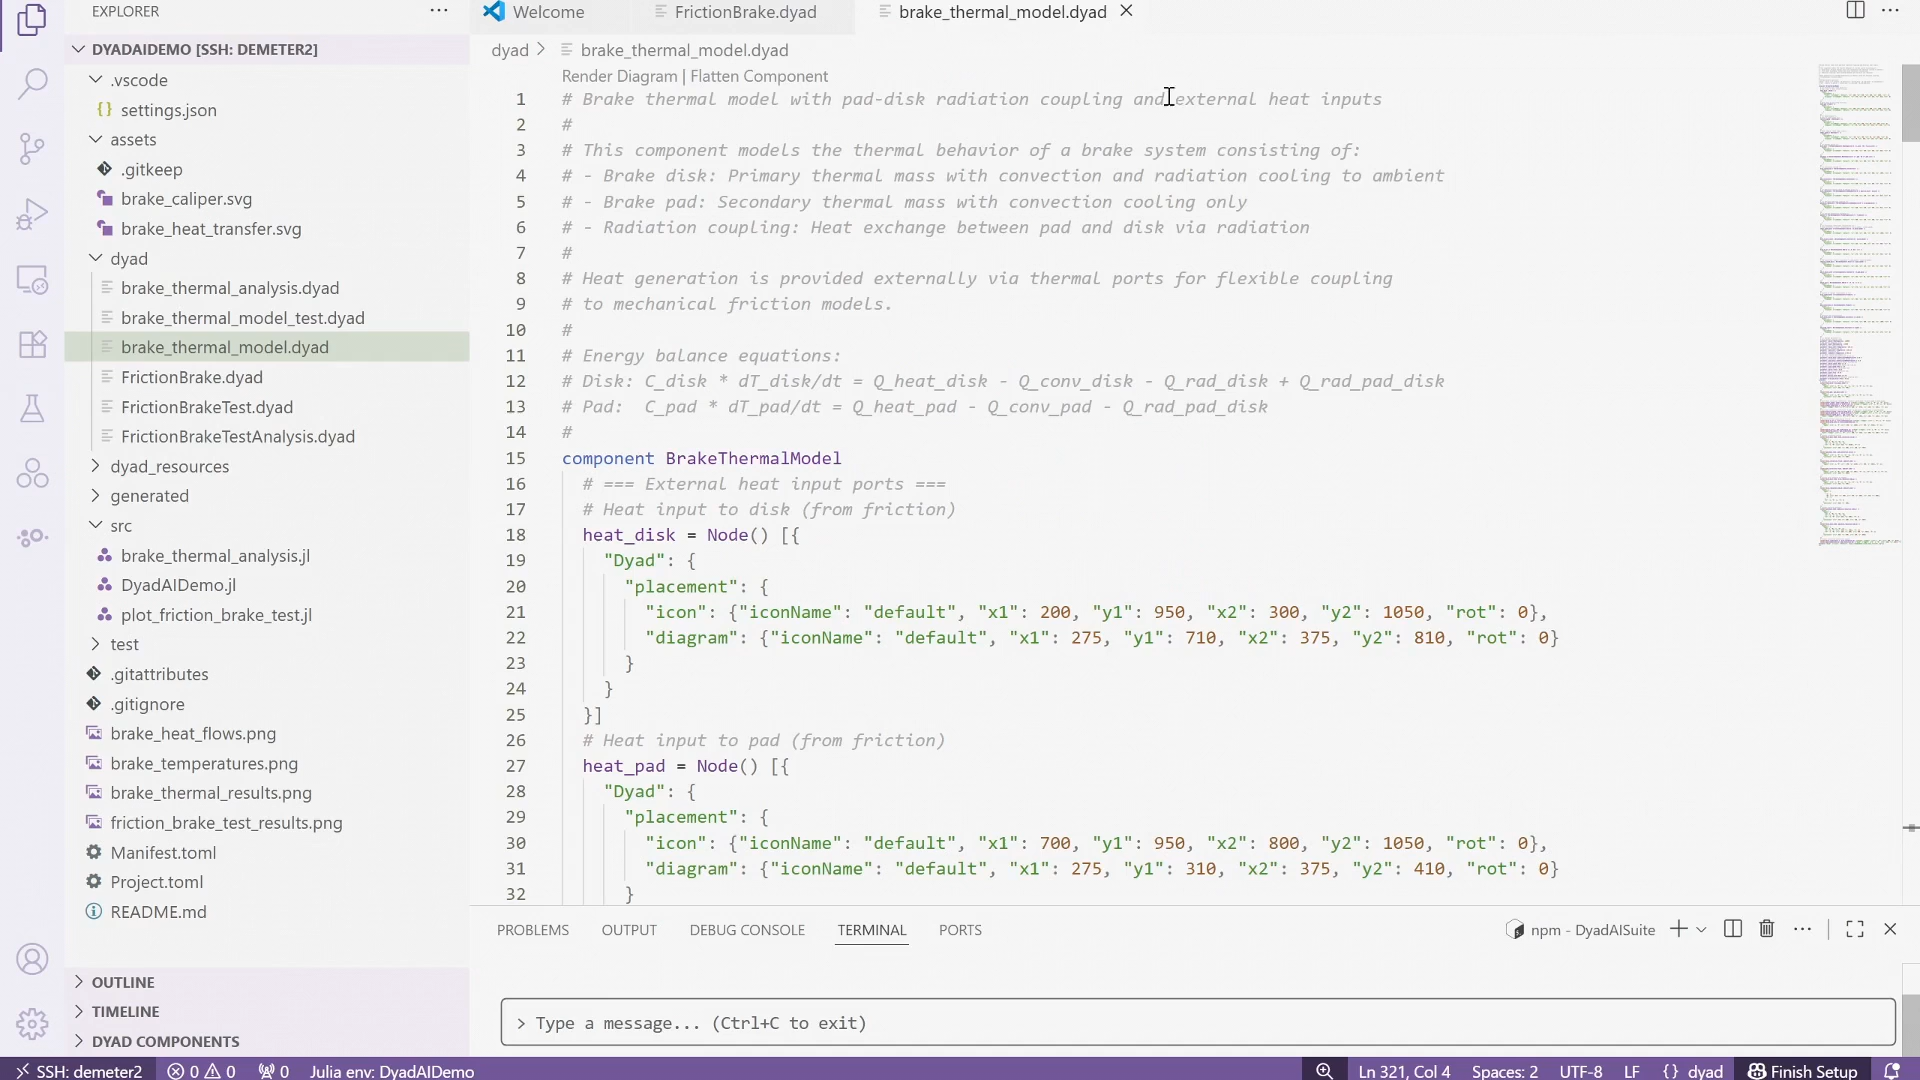 EXPLORER
Welcome
FrictionBrake.dyad
brake_thermal_model.dyad
DYADAIDEMO [SSH: DEMETER2]
.vscode
settings.json
assets
.gitkeep
brake_caliper.svg
brake_heat_transfer.svg
dyad
brake_thermal_analysis.dyad
brake_thermal_model_test.dyad
brake_thermal_model.dyad
FrictionBrake.dyad
FrictionBrakeTest.dyad
FrictionBrakeTestAnalysis.dyad
dyad_resources
generated
src
brake_thermal_analysis.jl
DyadAIDemo.jl
plot_friction_brake_test.jl
test
.gitattributes
.gitignore
brake_heat_flows.png
brake_temperatures.png
brake_thermal_results.png
friction_brake_test_results.png
Manifest.toml
Project.toml
README.md
OUTLINE
TIMELINE
DYAD COMPONENTS
dyad > brake_thermal_model.dyad
Render Diagram | Flatten Component
1 # Brake thermal model with pad-disk radiation coupling and external heat inputs
2 #
3 # This component models the thermal behavior of a brake system consisting of:
4 # - Brake disk: Primary thermal mass with convection and radiation cooling to ambient
5 # - Brake pad: Secondary thermal mass with convection cooling only
6 # - Radiation coupling: Heat exchange between pad and disk via radiation
7 #
8 # Heat generation is provided externally via thermal ports for flexible coupling
9 # to mechanical friction models.
10 #
11 # Energy balance equations:
12 # Disk: C_disk * dT_disk/dt = Q_heat_disk - Q_conv_disk - Q_rad_disk + Q_rad_pad_disk
13 # Pad:  C_pad * dT_pad/dt = Q_heat_pad - Q_conv_pad - Q_rad_pad_disk
14 #
15 component BrakeThermalModel
16 # === External heat input ports ===
17 # Heat input to disk (from friction)
18 heat_disk = Node() [{
19 "Dyad": {
20 "placement": {
21 "icon": {"iconName": "default", "x1": 200, "y1": 950, "x2": 300, "y2": 1050, "rot": 0},
22 "diagram": {"iconName": "default", "x1": 275, "y1": 710, "x2": 375, "y2": 810, "rot": 0}
23 }
24 }
25 }]
26 # Heat input to pad (from friction)
27 heat_pad = Node() [{
28 "Dyad": {
29 "placement": {
30 "icon": {"iconName": "default", "x1": 700, "y1": 950, "x2": 800, "y2": 1050, "rot": 0},
31 "diagram": {"iconName": "default", "x1": 275, "y1": 310, "x2": 375, "y2": 410, "rot": 0}
32 }
PROBLEMS OUTPUT DEBUG CONSOLE TERMINAL PORTS
npm - DyadAISuite
> Type a message... (Ctrl+C to exit)
SSH: demeter2 0 0 0 Julia env: DyadAIDemo Ln 321, Col 4 Spaces: 2 UTF-8 LF {} dyad Finish Setup